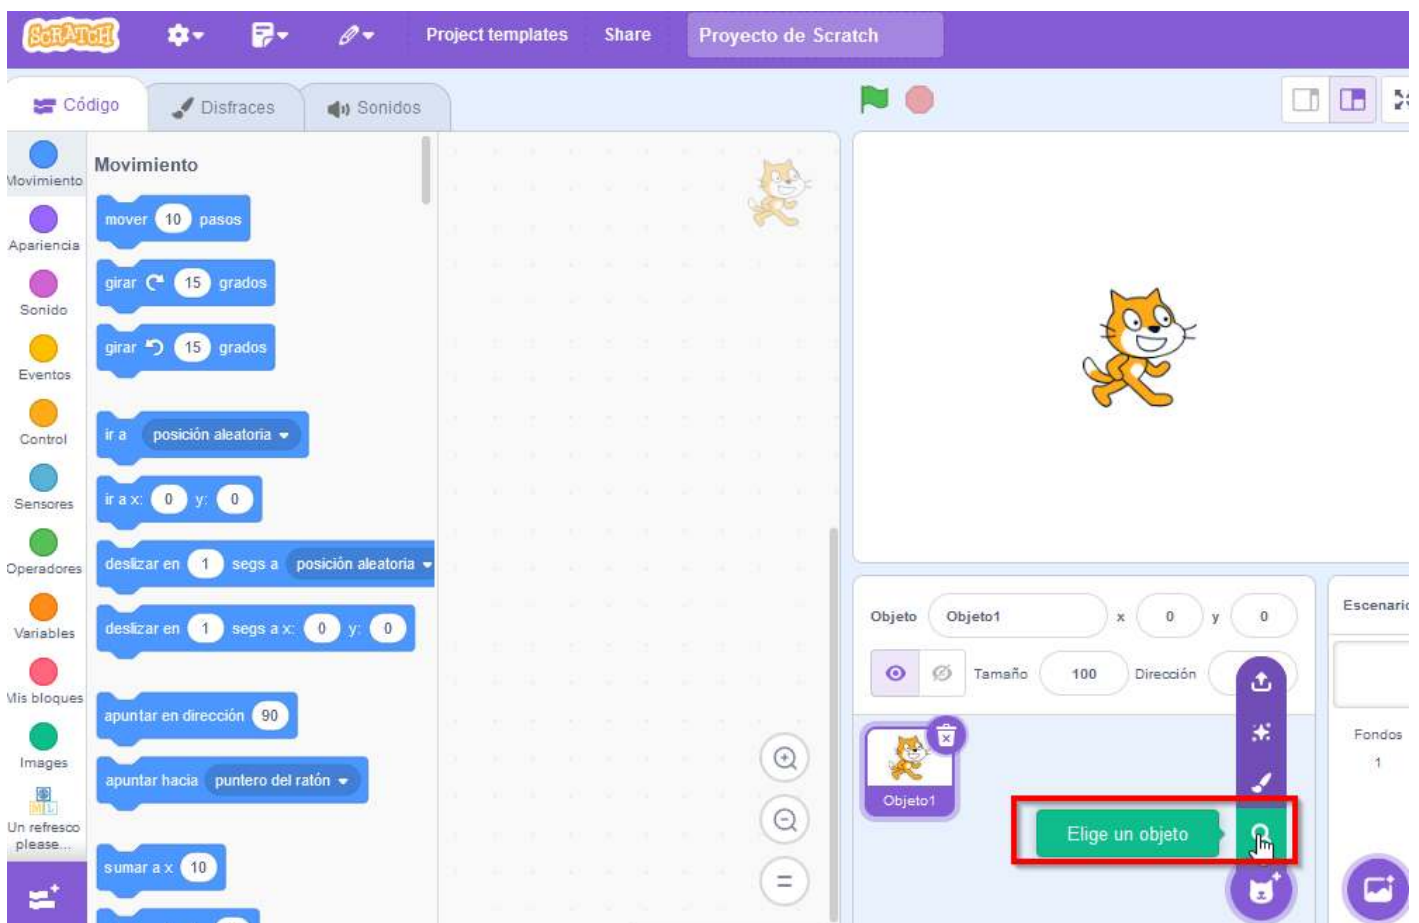 SCRATCH
Project templates
Share
Proyecto de Scratch
Código
Disfraces
Sonidos
Movimiento
Apariencia
Sonido
Eventos
Control
Sensores
Operadores
Variables
Mis bloques
Images
Un refresco
please...
Movimiento
mover 10 pasos
girar 15 grados
girar 15 grados
ir a posición aleatoria
ir a x: 0 y: 0
deslizar en 1 segs a posición aleatoria
deslizar en 1 segs a x: 0 y: 0
apuntar en dirección 90
apuntar hacia puntero del ratón
sumar a x 10
Objeto Objeto1 x 0 y 0
Tamaño 100 Dirección
Objeto1
Elige un objeto
Escenario
Fondos
1